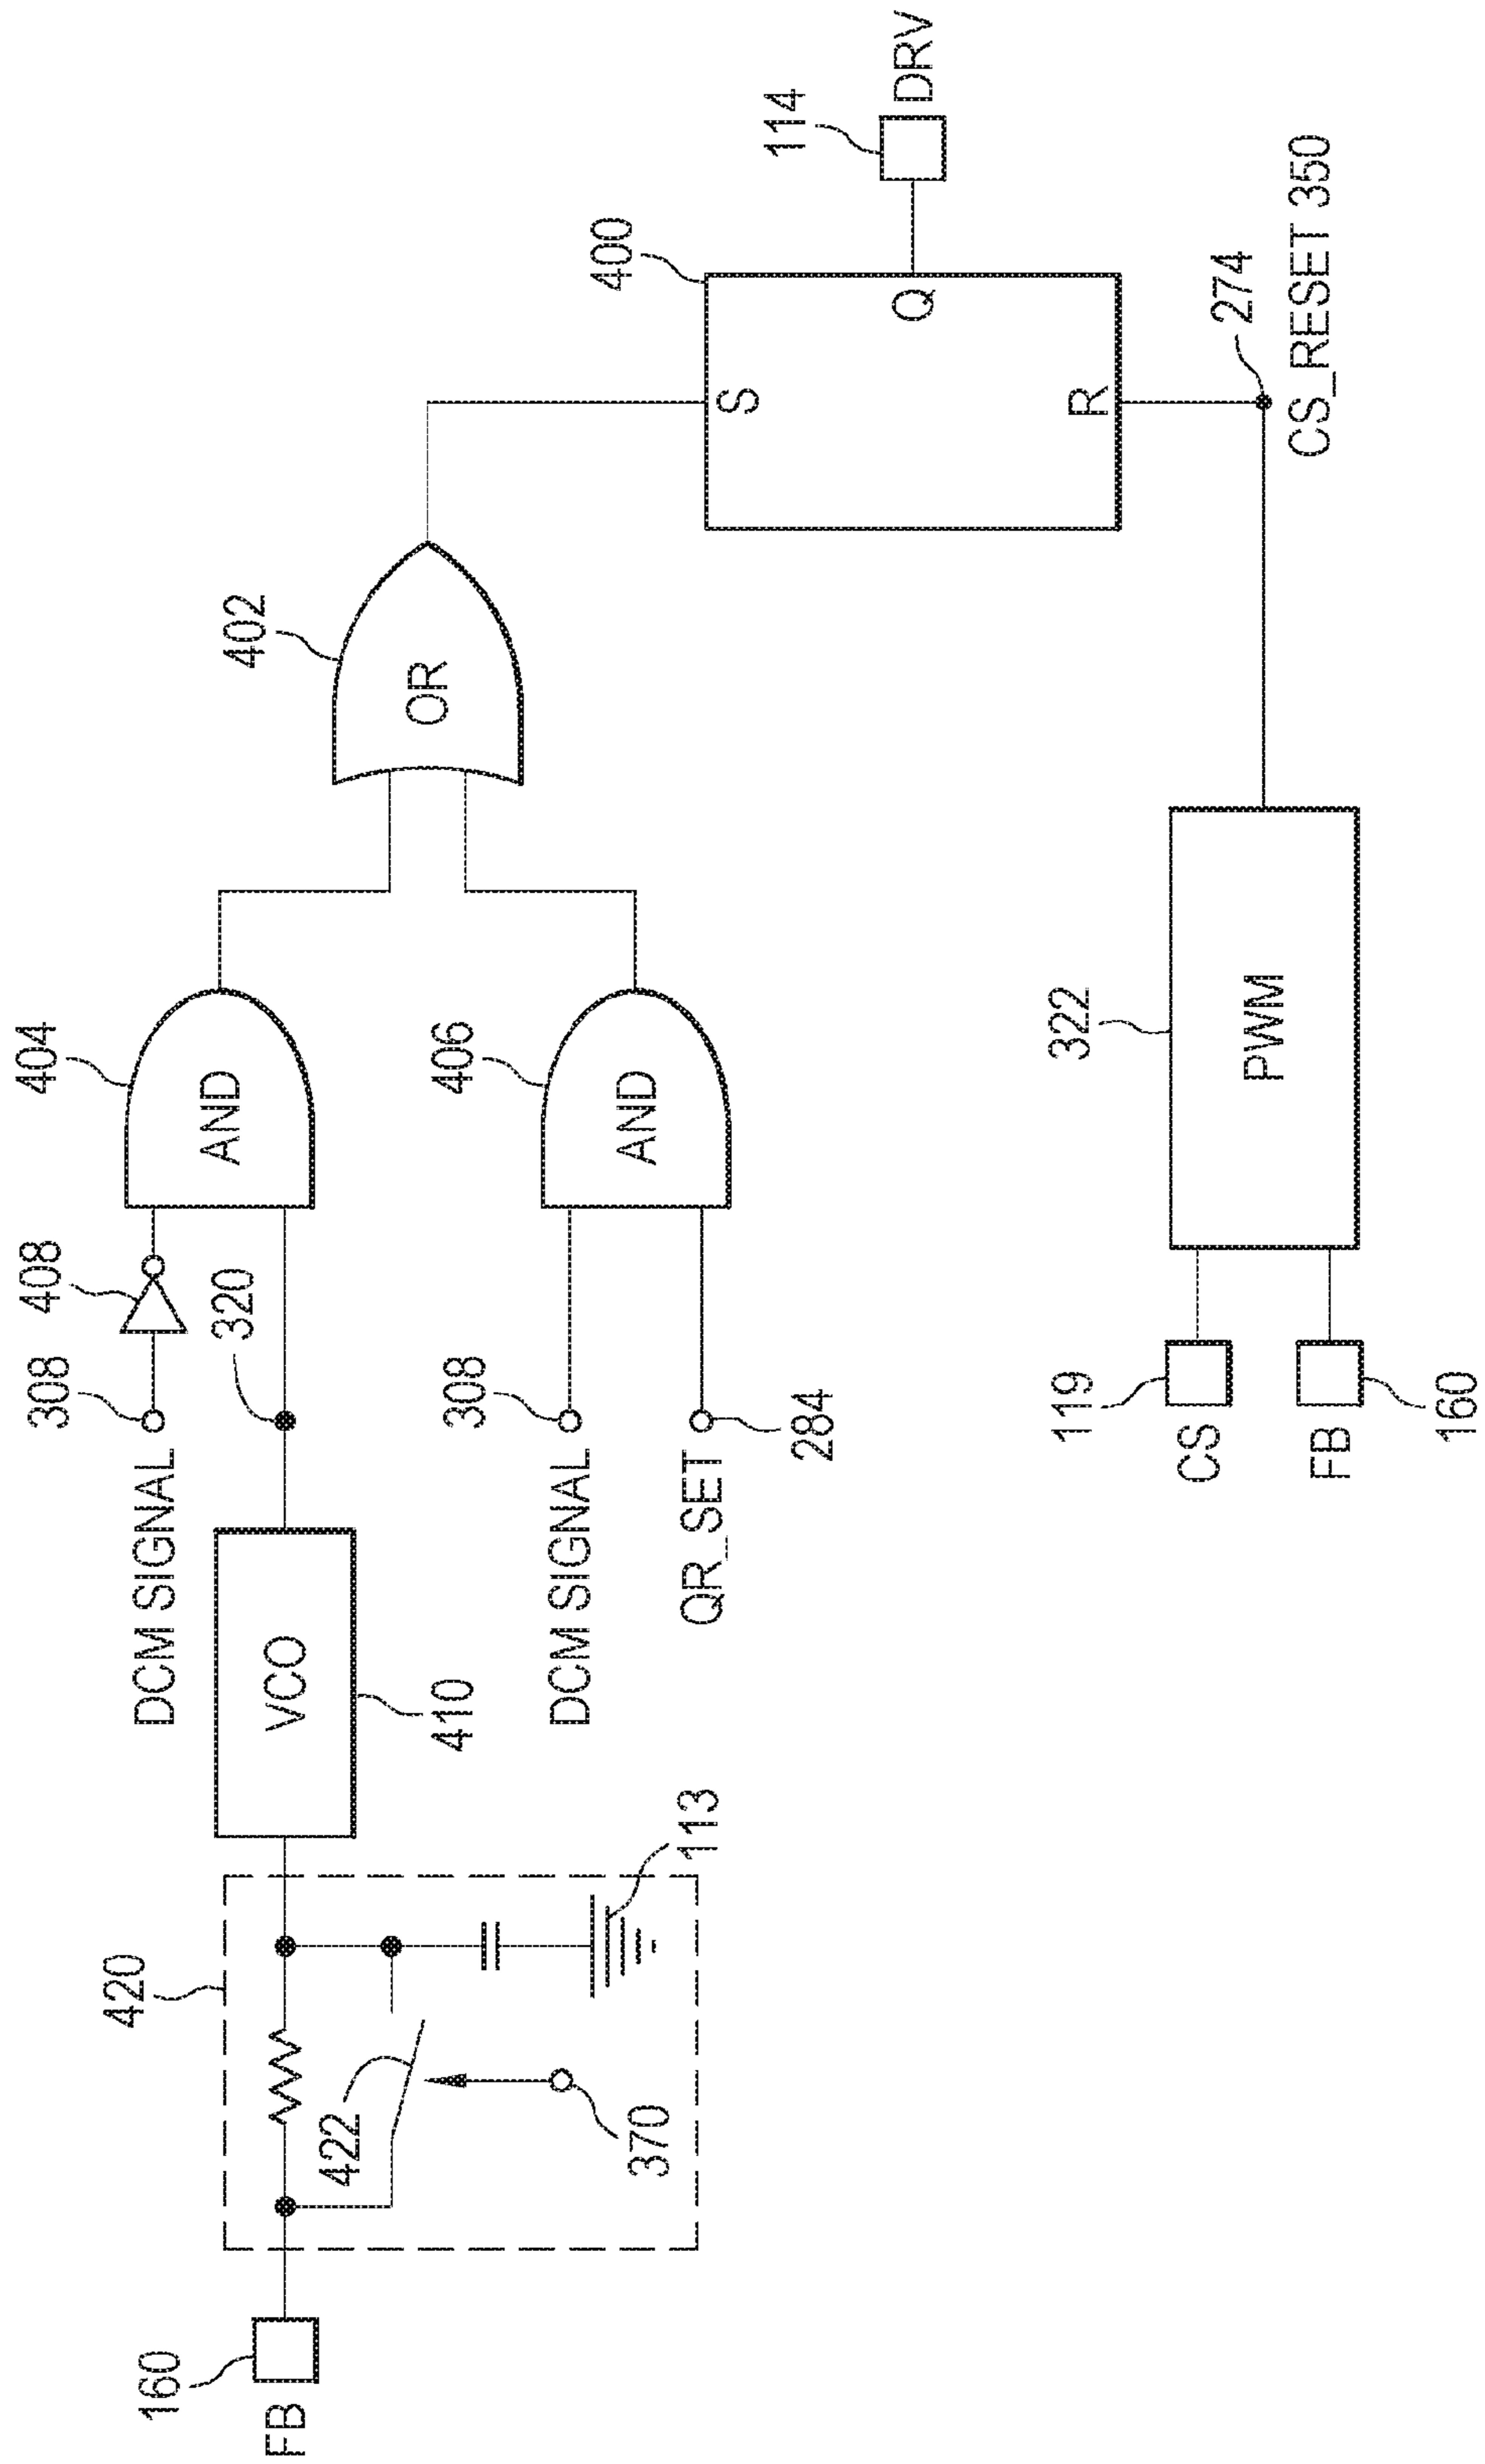 160
FB
420
422
370
113
VCO
410
DCM SIGNAL
308
408
320
404
AND
DCM SIGNAL
308
QR_SET
284
406
AND
402
OR
400
S
Q
R
114
DRV
274
CS_RESET 350
322
PWM
119
CS
FB
160